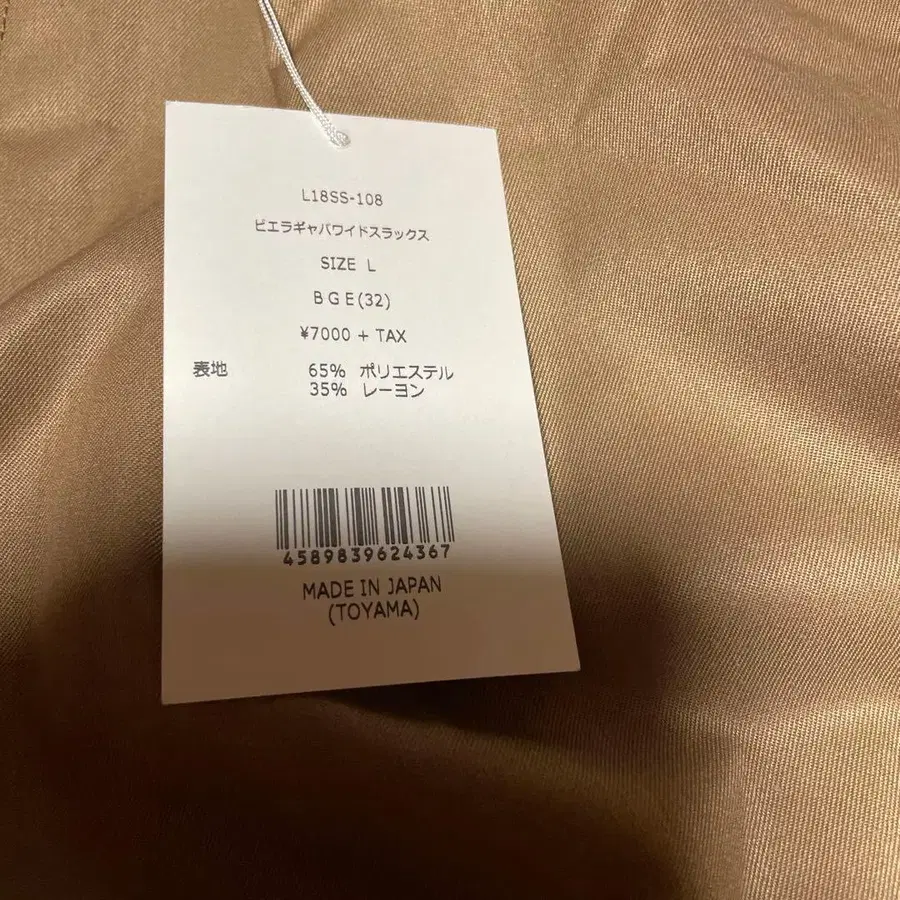 L18SS-108
ビエラギャバワイドスラックス
SIZE L
BGE(32)
¥7000 + TAX
表地 65% ポリエステル
35% レーヨン
4589839624367
MADE IN JAPAN
(TOYAMA)